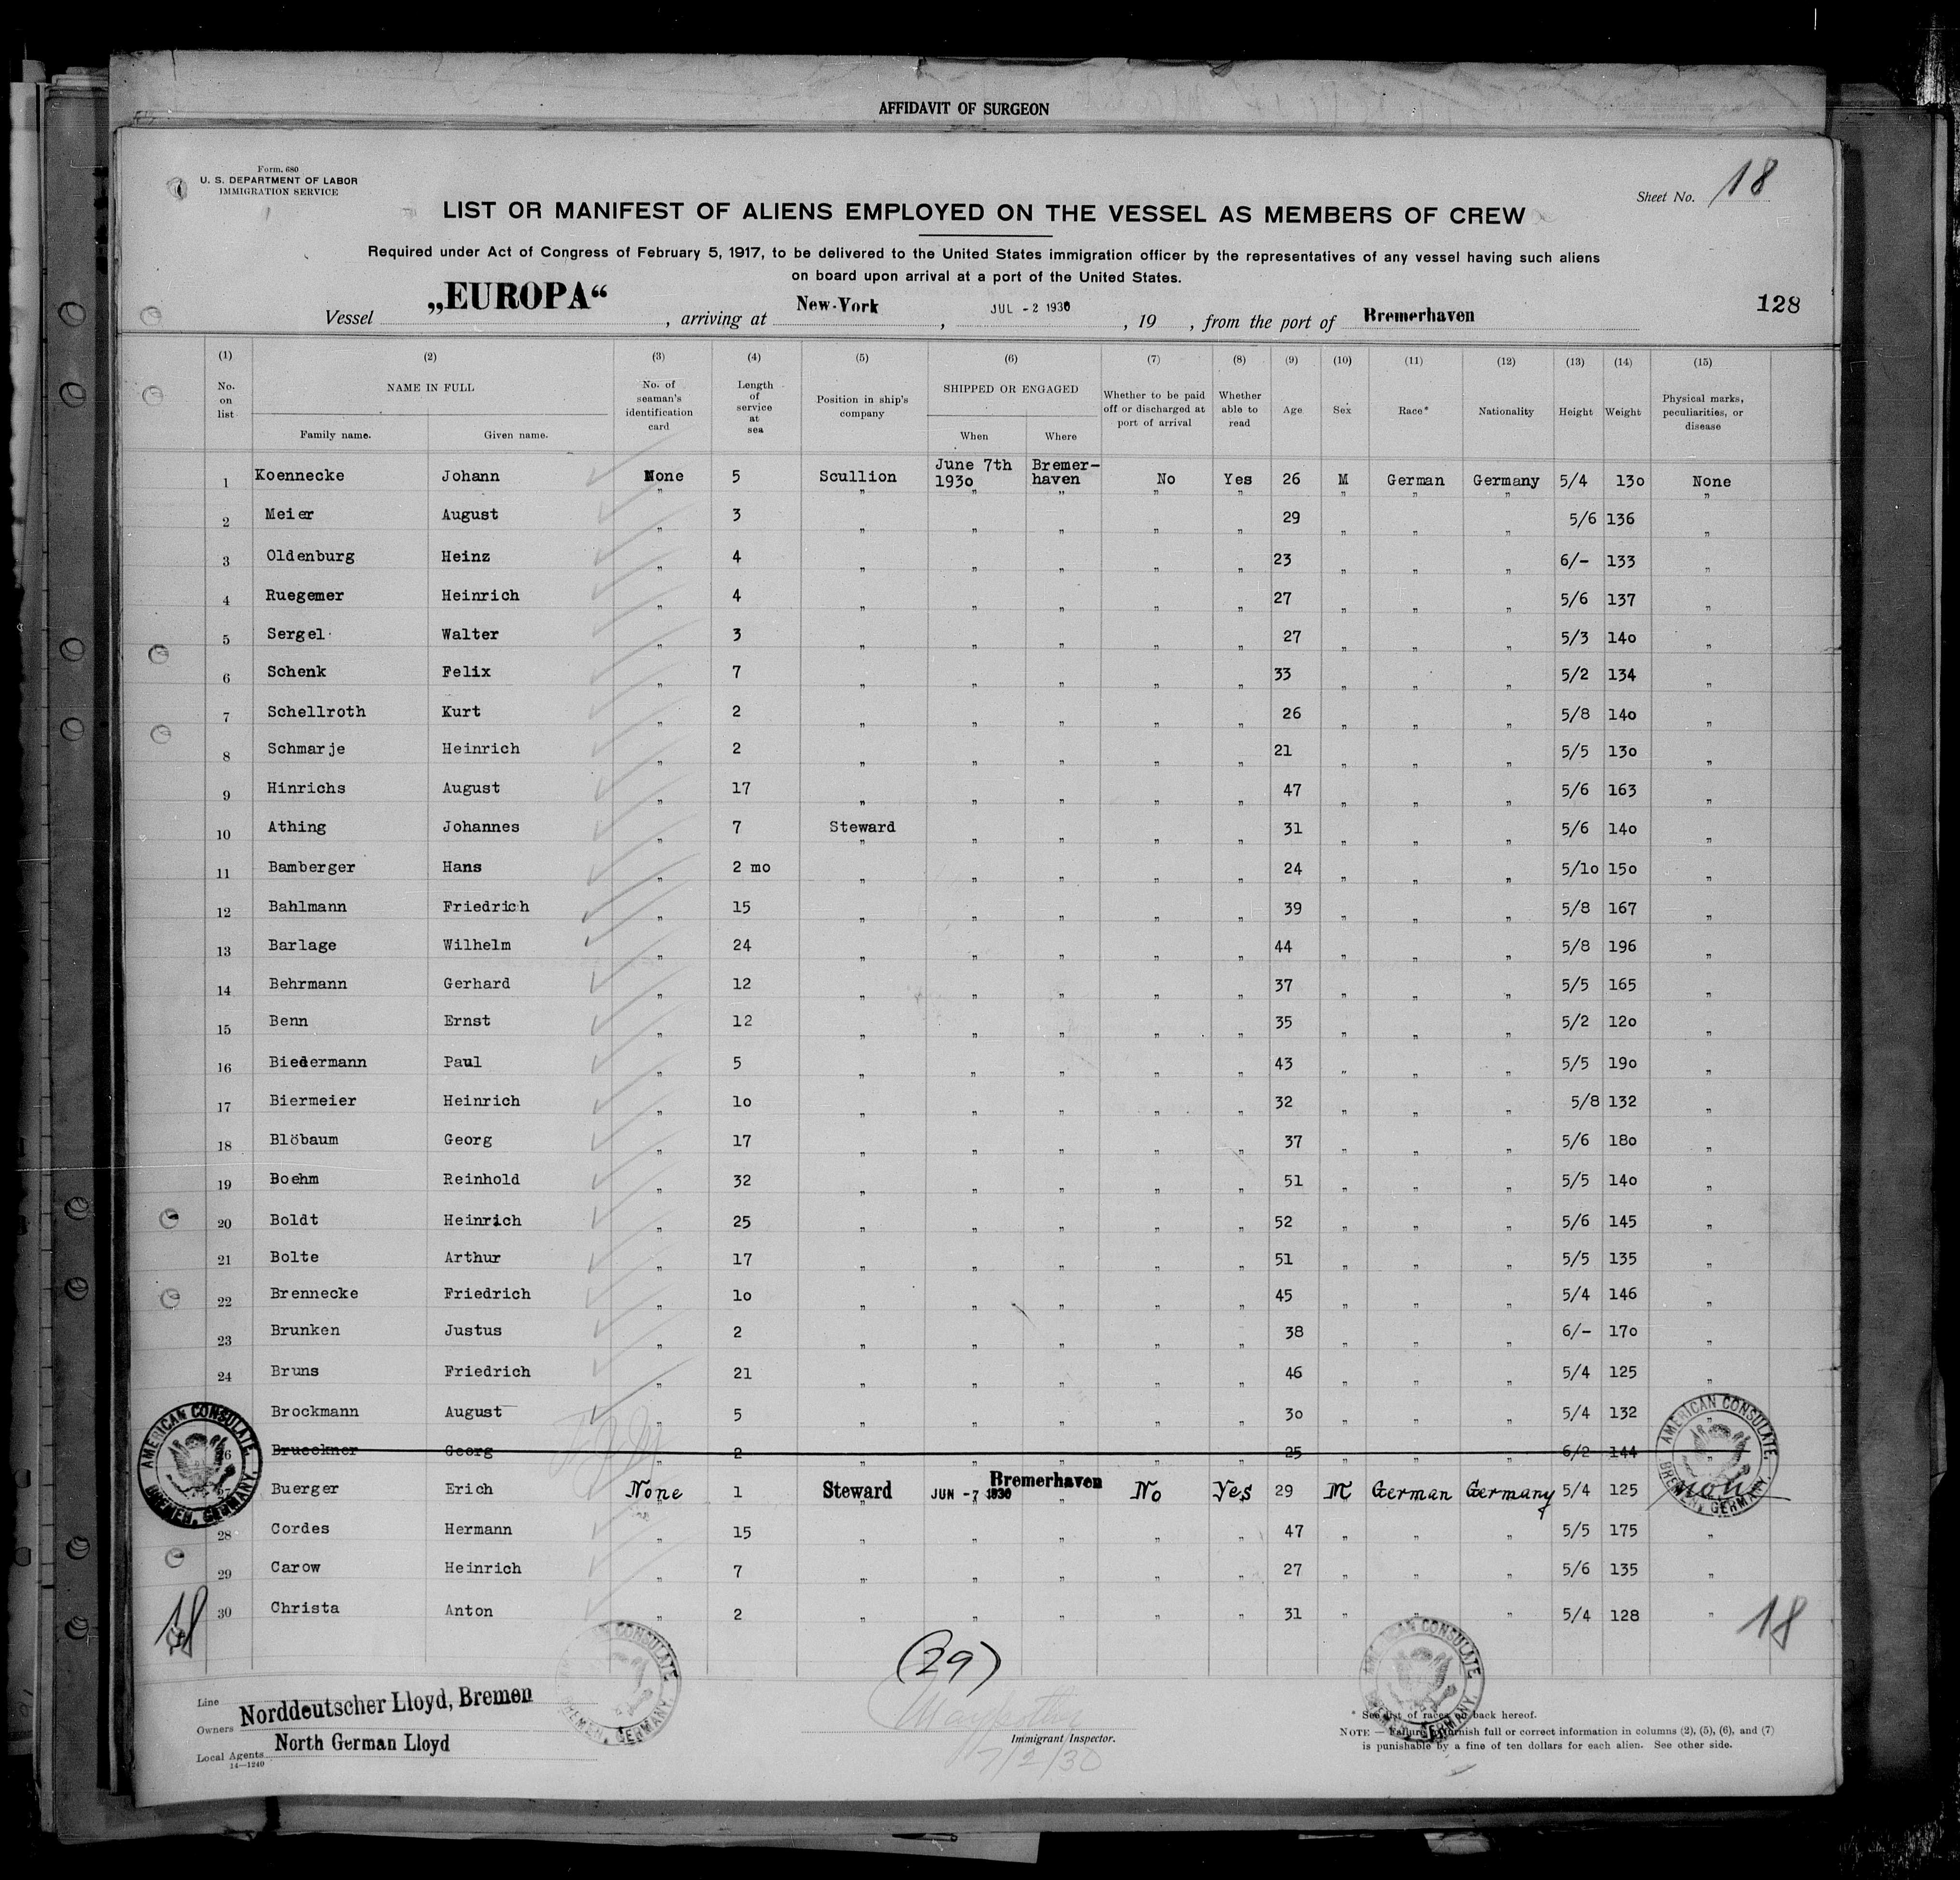 AFFIDAVIT OF SURGEON
Form. 680
U. S. DEPARTMENT OF LABOR
IMMIGRATION SERVICE
Sheet No. 18
LIST OR MANIFEST OF ALIENS EMPLOYED ON THE VESSEL AS MEMBERS OF CREW
Required under Act of Congress of February 5, 1917, to be delivered to the United States immigration officer by the representatives of any vessel having such aliens
on board upon arrival at a port of the United States.
Vessel „EUROPA“, arriving at New-York, JUL - 2 1930, 19 , from the port of Bremerhaven 128
(1) (2) (3) (4) (5) (6) (7) (8) (9) (10) (11) (12) (13) (14) (15)
No. on list NAME IN FULL Family name. Given name. No. of seaman's identification card Length of service at sea Position in ship's company SHIPPED OR ENGAGED When Where Whether to be paid off or discharged at port of arrival Whether able to read Age Sex Race* Nationality Height Weight Physical marks, peculiarities, or disease
1 Koennecke Johann None 5 Scullion June 7th 1930 Bremerhaven No Yes 26 M German Germany 5/4 130 None
2 Meier August „ 3 „ „ „ „ „ 29 „ „ „ 5/6 136 „
3 Oldenburg Heinz „ 4 „ „ „ „ „ 23 „ „ „ 6/- 133 „
4 Ruegemer Heinrich „ 4 „ „ „ „ „ 27 „ „ „ 5/6 137 „
5 Sergel Walter „ 3 „ „ „ „ „ 27 „ „ „ 5/3 140 „
6 Schenk Felix „ 7 „ „ „ „ „ 33 „ „ „ 5/2 134 „
7 Schellroth Kurt „ 2 „ „ „ „ „ 26 „ „ „ 5/8 140 „
8 Schmarje Heinrich „ 2 „ „ „ „ „ 21 „ „ „ 5/5 130 „
9 Hinrichs August „ 17 „ „ „ „ „ 47 „ „ „ 5/6 163 „
10 Athing Johannes „ 7 Steward „ „ „ „ 31 „ „ „ 5/6 140 „
11 Bamberger Hans „ 2 mo „ „ „ „ „ 24 „ „ „ 5/10 150 „
12 Bahlmann Friedrich „ 15 „ „ „ „ „ 39 „ „ „ 5/8 167 „
13 Barlage Wilhelm „ 24 „ „ „ „ „ 44 „ „ „ 5/8 196 „
14 Behrmann Gerhard „ 12 „ „ „ „ „ 37 „ „ „ 5/5 165 „
15 Benn Ernst „ 12 „ „ „ „ „ 35 „ „ „ 5/2 120 „
16 Biedermann Paul „ 5 „ „ „ „ „ 43 „ „ „ 5/5 190 „
17 Biermeier Heinrich „ 10 „ „ „ „ „ 32 „ „ „ 5/8 132 „
18 Blöbaum Georg „ 17 „ „ „ „ „ 37 „ „ „ 5/6 180 „
19 Boehm Reinhold „ 32 „ „ „ „ „ 51 „ „ „ 5/5 140 „
20 Boldt Heinrich „ 25 „ „ „ „ „ 52 „ „ „ 5/6 145 „
21 Bolte Arthur „ 17 „ „ „ „ „ 51 „ „ „ 5/5 135 „
22 Brennecke Friedrich „ 10 „ „ „ „ „ 45 „ „ „ 5/4 146 „
23 Brunken Justus „ 2 „ „ „ „ „ 38 „ „ „ 6/- 170 „
24 Bruns Friedrich „ 21 „ „ „ „ „ 46 „ „ „ 5/4 125 „
Brockmann August „ 5 „ „ „ „ „ 30 „ „ „ 5/4 132 „
6 Brueckner Georg „ 2 „ „ „ „ „ 25 „ „ „ 6/2 144 „
27 Buerger Erich None 1 Steward JUN - 7 1930 Bremerhaven No Yes 29 M German Germany 5/4 125 non
28 Cordes Hermann „ 15 „ „ „ „ „ 47 „ „ „ 5/5 175 „
29 Carow Heinrich „ 7 „ „ „ „ „ 27 „ „ „ 5/6 135 „
30 Christa Anton „ 2 „ „ „ „ „ 31 „ „ „ 5/4 128 „
AMERICAN CONSULATE, BREMEN, GERMANY.
AMERICAN CONSULATE, BREMEN, GERMANY.
18 (29) 18
AMERICAN CONSULATE, BREMEN, GERMANY.
AMERICAN CONSULATE, BREMEN, GERMANY.
Line
Owners Norddeutscher Lloyd, Bremen
Local Agents North German Lloyd
14—1240
Immigrant Inspector.
7/2/30
* See list of races on back hereof.
NOTE — Failure to furnish full or correct information in columns (2), (5), (6), and (7)
is punishable by a fine of ten dollars for each alien. See other side.